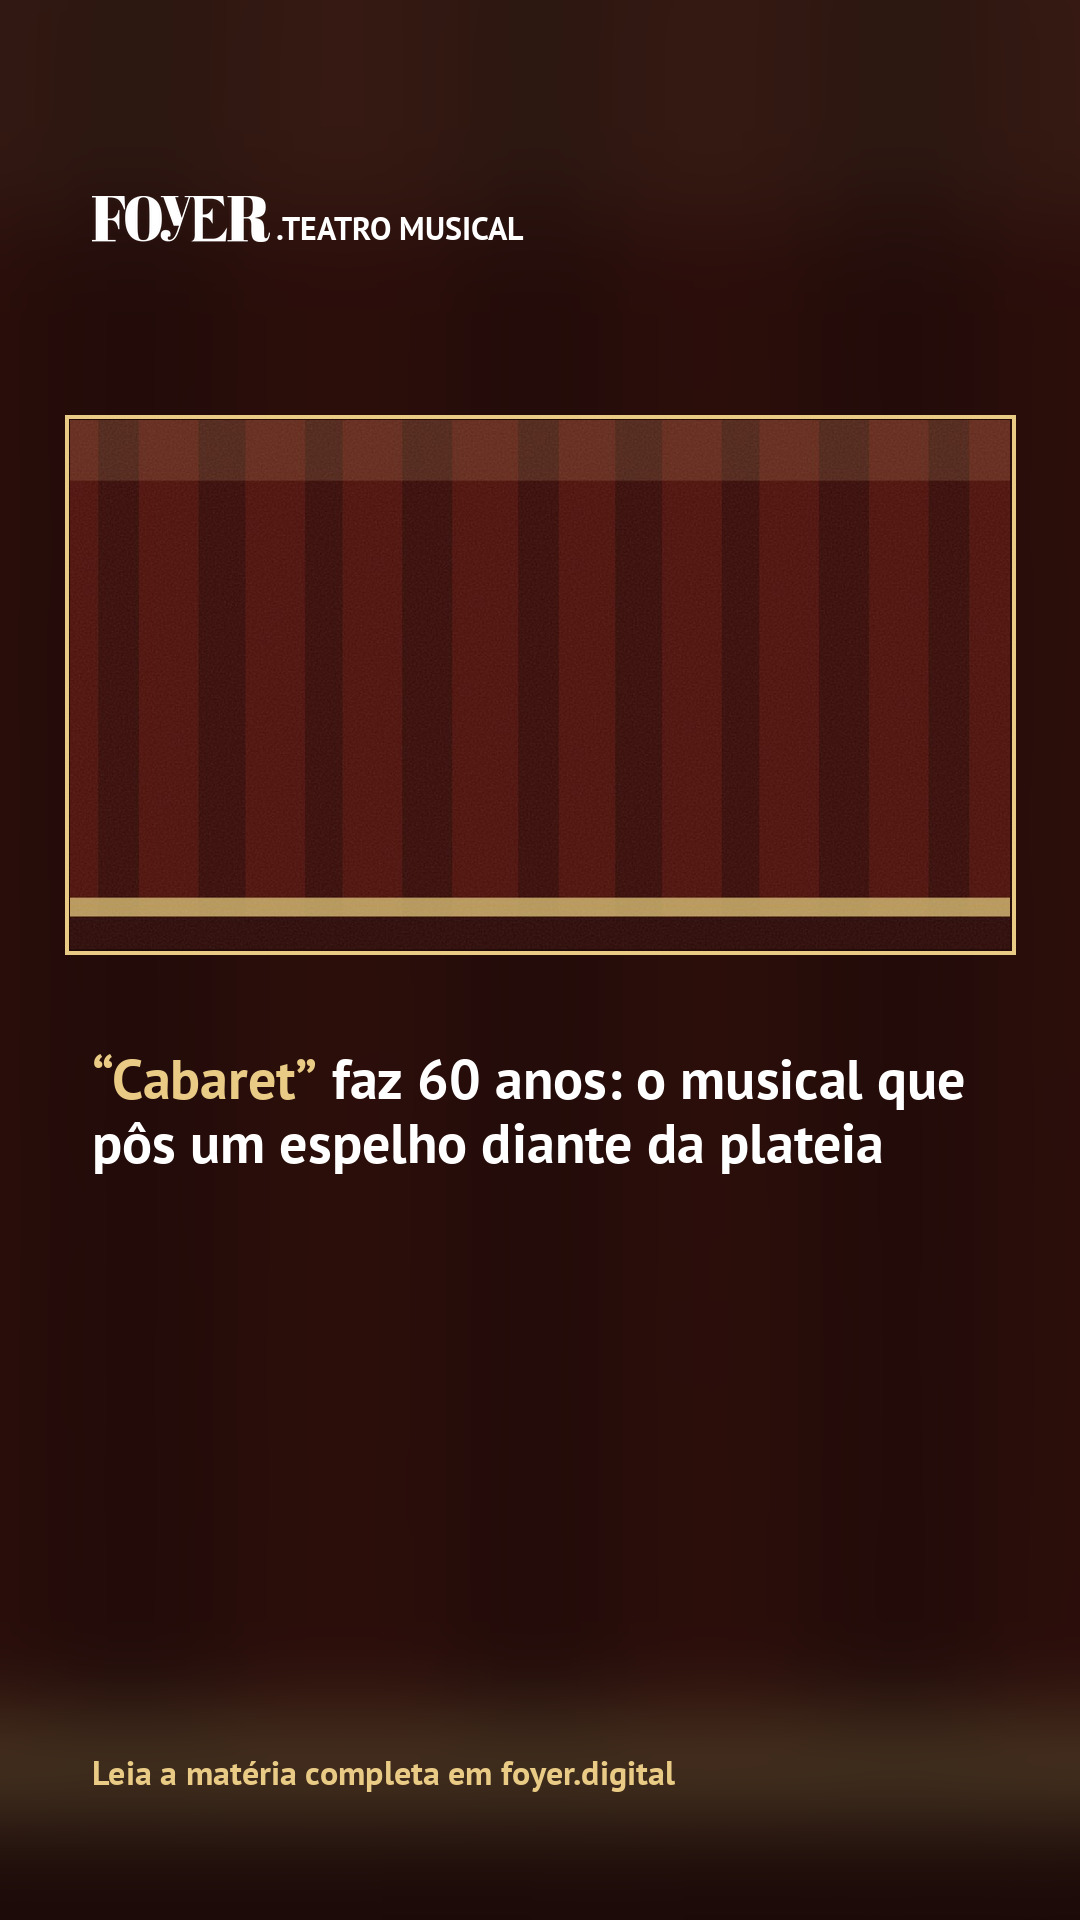 FOyER .TEATRO MUSICAL
“Cabaret” faz 60 anos: o musical que
pôs um espelho diante da plateia
Leia a matéria completa em foyer.digital